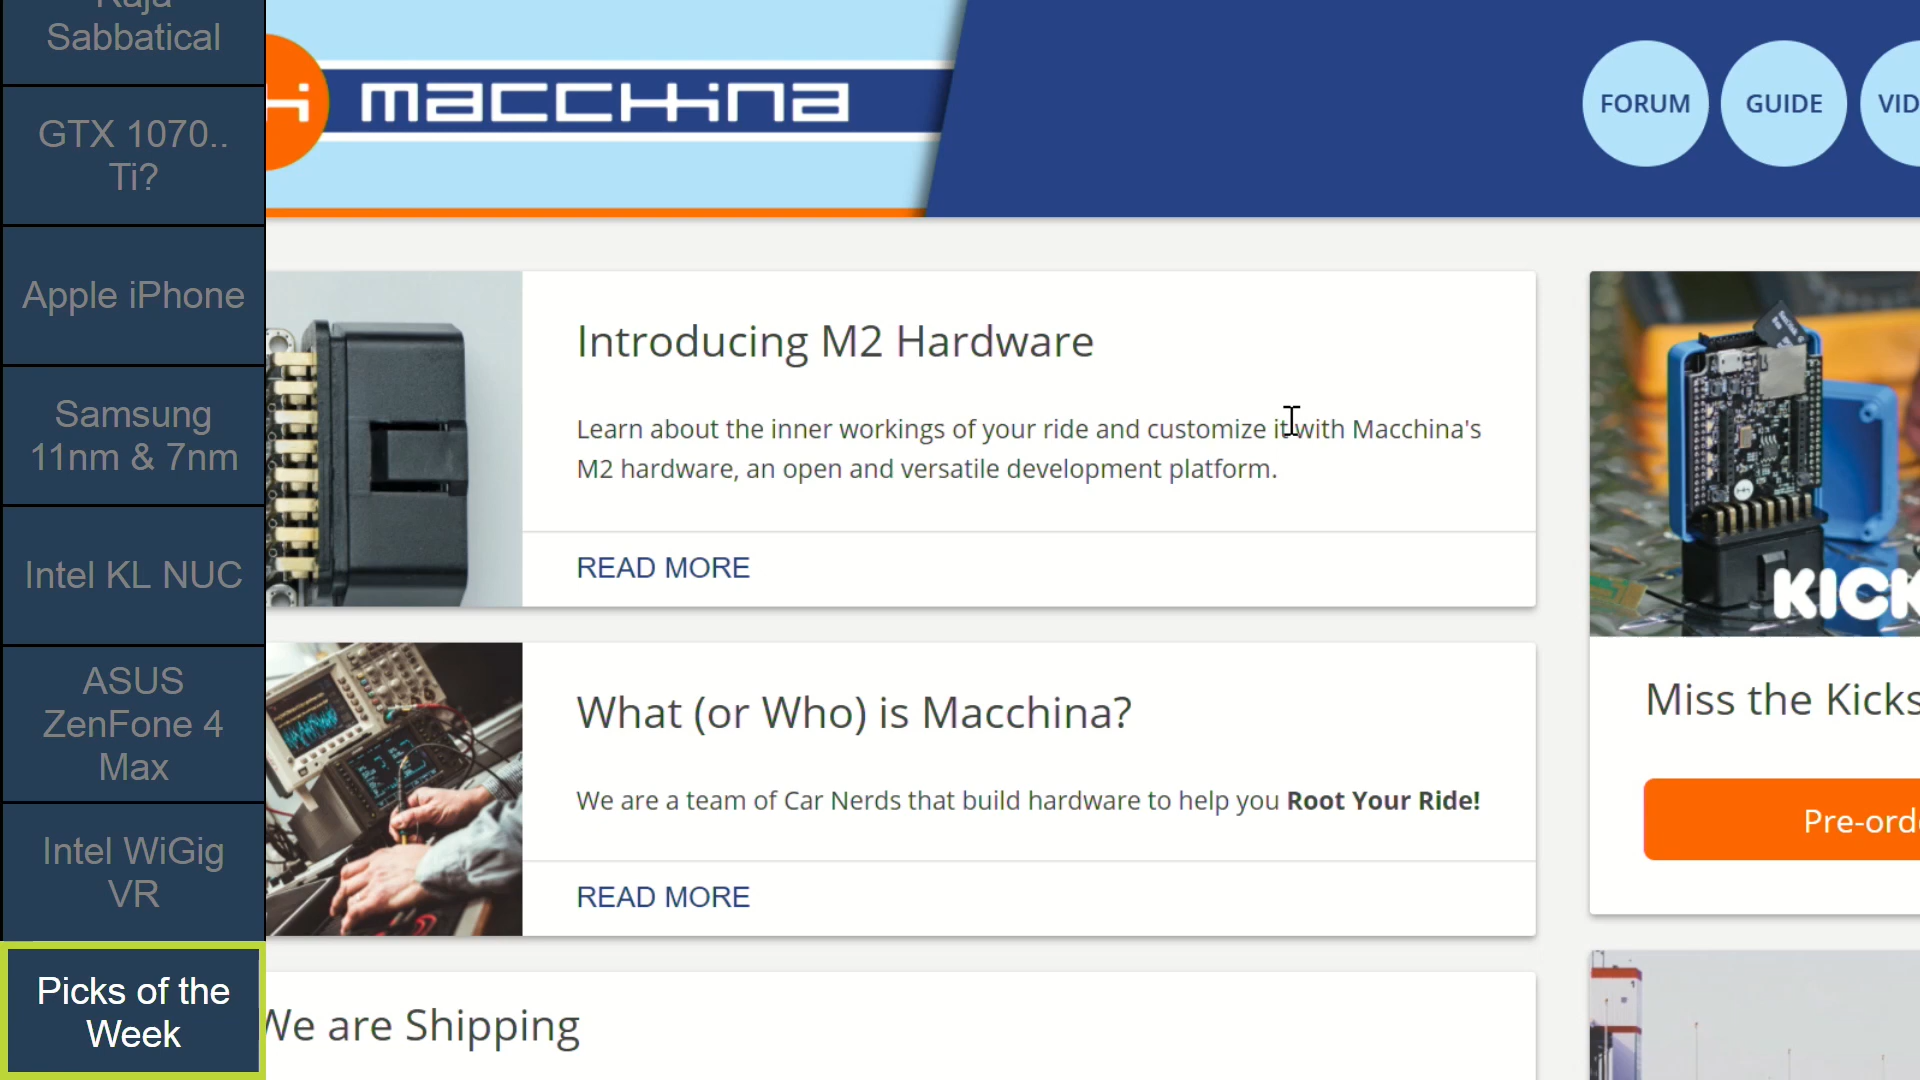 Raja
Sabbatical
GTX 1070..
Ti?
Apple iPhone
Samsung
11nm & 7nm
Intel KL NUC
ASUS
ZenFone 4
Max
Intel WiGig
VR
Picks of the
Week
macchina
FORUM
GUIDE
VID
Introducing M2 Hardware
Learn about the inner workings of your ride and customize it with Macchina's
M2 hardware, an open and versatile development platform.
READ MORE
What (or Who) is Macchina?
We are a team of Car Nerds that build hardware to help you Root Your Ride!
READ MORE
We are Shipping
KICK
Miss the Kicks
Pre-ord